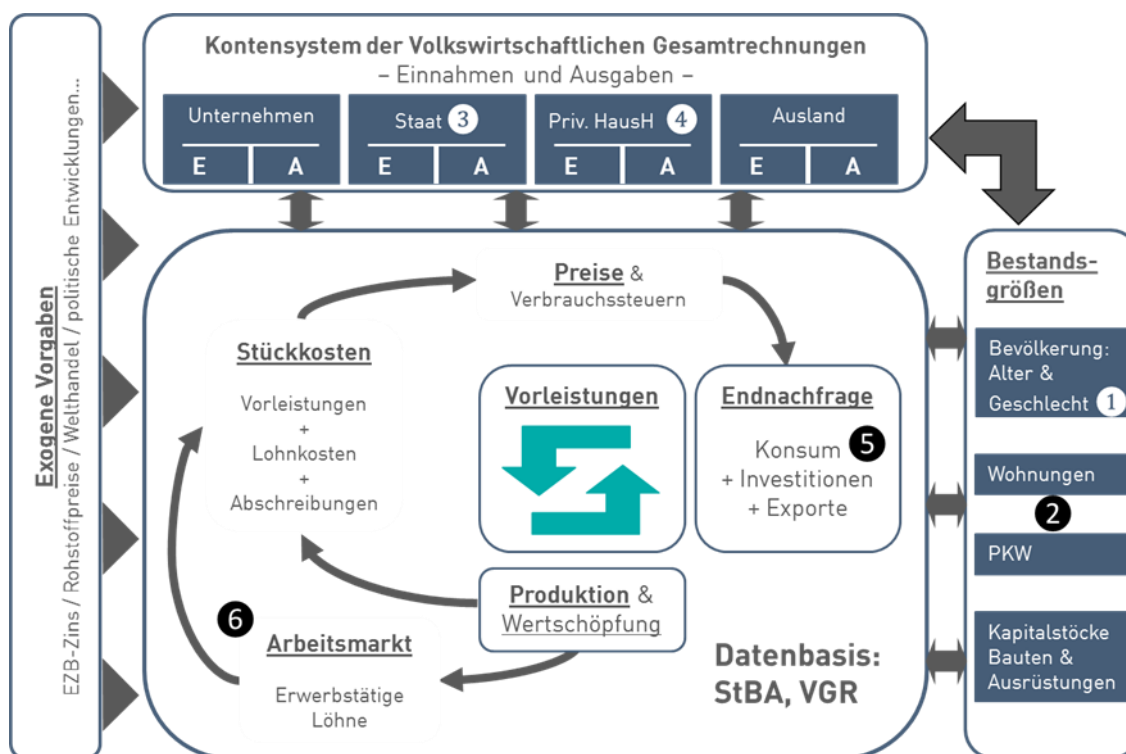 Exogene Vorgaben
EZB-Zins / Rohstoffpreise / Welthandel / politische Entwicklungen...
Kontensystem der Volkswirtschaftlichen Gesamtrechnungen
– Einnahmen und Ausgaben –
Unternehmen
E A
Staat 3
E A
Priv. HausH 4
E A
Ausland
E A
Preise &
Verbrauchssteuern
Stückkosten
Vorleistungen
+
Lohnkosten
+
Abschreibungen
Vorleistungen
Endnachfrage
Konsum 5
+ Investitionen
+ Exporte
Produktion &
Wertschöpfung
6
Arbeitsmarkt
Erwerbstätige
Löhne
Datenbasis:
StBA, VGR
Bestands-
größen
Bevölkerung:
Alter &
Geschlecht 1
Wohnungen
2
PKW
Kapitalstöcke
Bauten &
Ausrüstungen